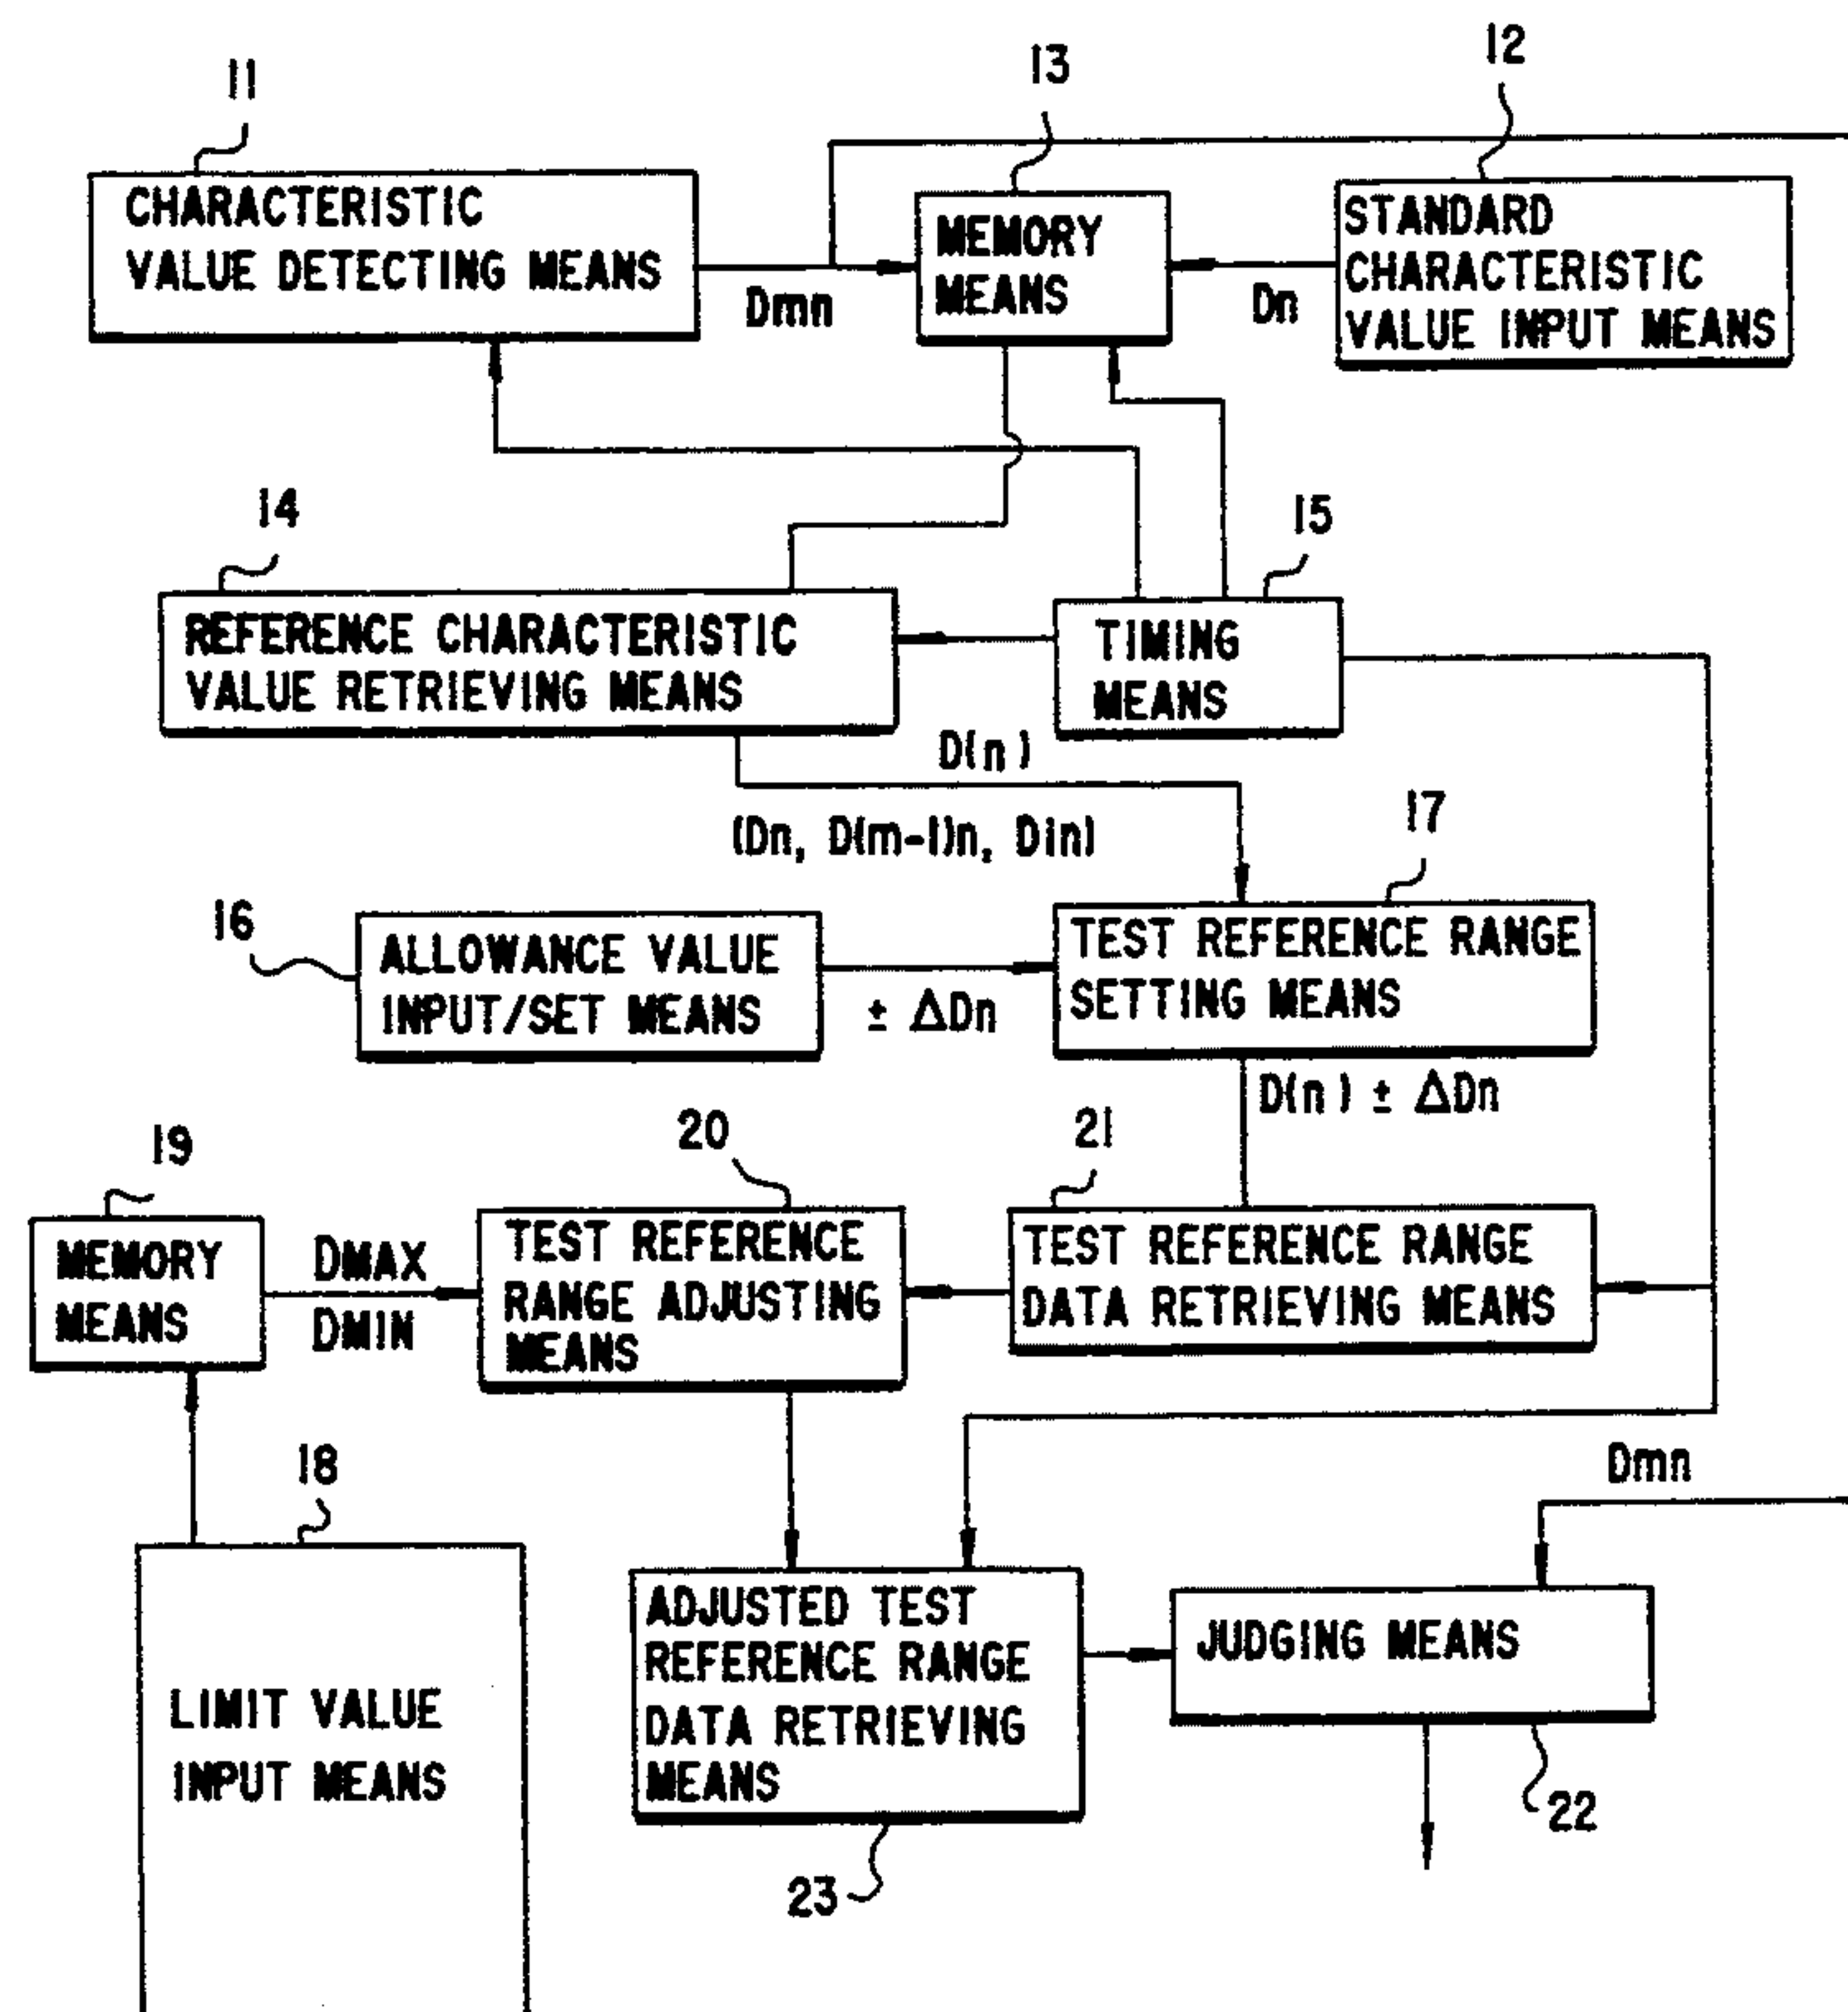 11
13
12
CHARACTERISTIC
VALUE DETECTING MEANS
Dmn
MEMORY
MEANS
Dn
STANDARD
CHARACTERISTIC
VALUE INPUT MEANS
14
15
REFERENCE CHARACTERISTIC
VALUE RETRIEVING MEANS
TIMING
MEANS
D(n)
(Dn, D(m-1)n, Din)
17
16
ALLOWANCE VALUE
INPUT/SET MEANS
± ΔDn
TEST REFERENCE RANGE
SETTING MEANS
D(n) ± ΔDn
19
20
21
MEMORY
MEANS
DMAX
DMIN
TEST REFERENCE
RANGE ADJUSTING
MEANS
TEST REFERENCE RANGE
DATA RETRIEVING MEANS
18
Dmn
LIMIT VALUE
INPUT MEANS
ADJUSTED TEST
REFERENCE RANGE
DATA RETRIEVING
MEANS
JUDGING MEANS
22
23